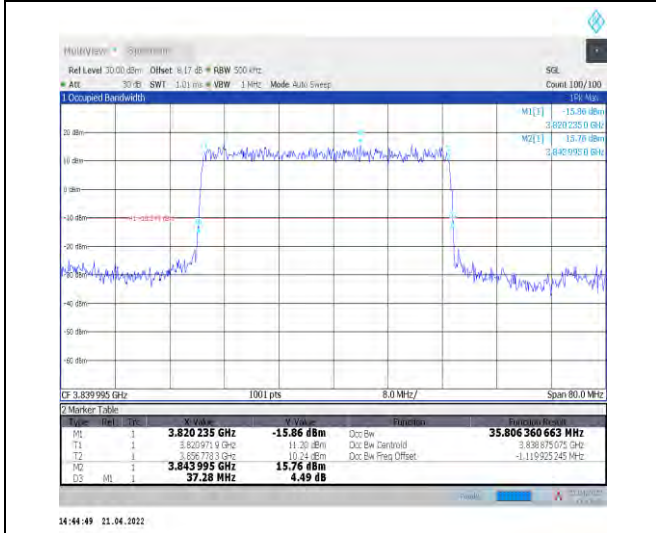 MultiView Spectrum
Ref Level 30.00 dBm Offset 8.17 dB RBW 500 kHz SGL
Att 30 dB SWT 1.01 ms VBW 1 MHz Mode Auto Sweep Count 100/100
1 Occupied Bandwidth 1Pk Max
M1[1] -15.86 dBm
3.820 235 0 GHz
M2[1] 15.76 dBm
3.843 995 0 GHz
20 dBm
10 dBm
0 dBm
-10 dBm
-20 dBm
-30 dBm
-40 dBm
-50 dBm
-60 dBm
CF 3.839 995 GHz 1001 pts 8.0 MHz/ Span 80.0 MHz
2 Marker Table
Type Ref Trc X-Value Y-Value Function Function Result
M1 1 3.820 235 GHz -15.86 dBm Occ Bw 35.806 360 663 MHz
T1 1 3.820971 9 GHz 11.20 dBm Occ Bw Centroid 3.838 875 075 GHz
T2 1 3.856 778 3 GHz 10.24 dBm Occ Bw Freq Offset -1.119 925 245 MHz
M2 1 3.843 995 GHz 15.76 dBm
D3 M1 1 37.28 MHz 4.49 dB
14:44:49 21.04.2022